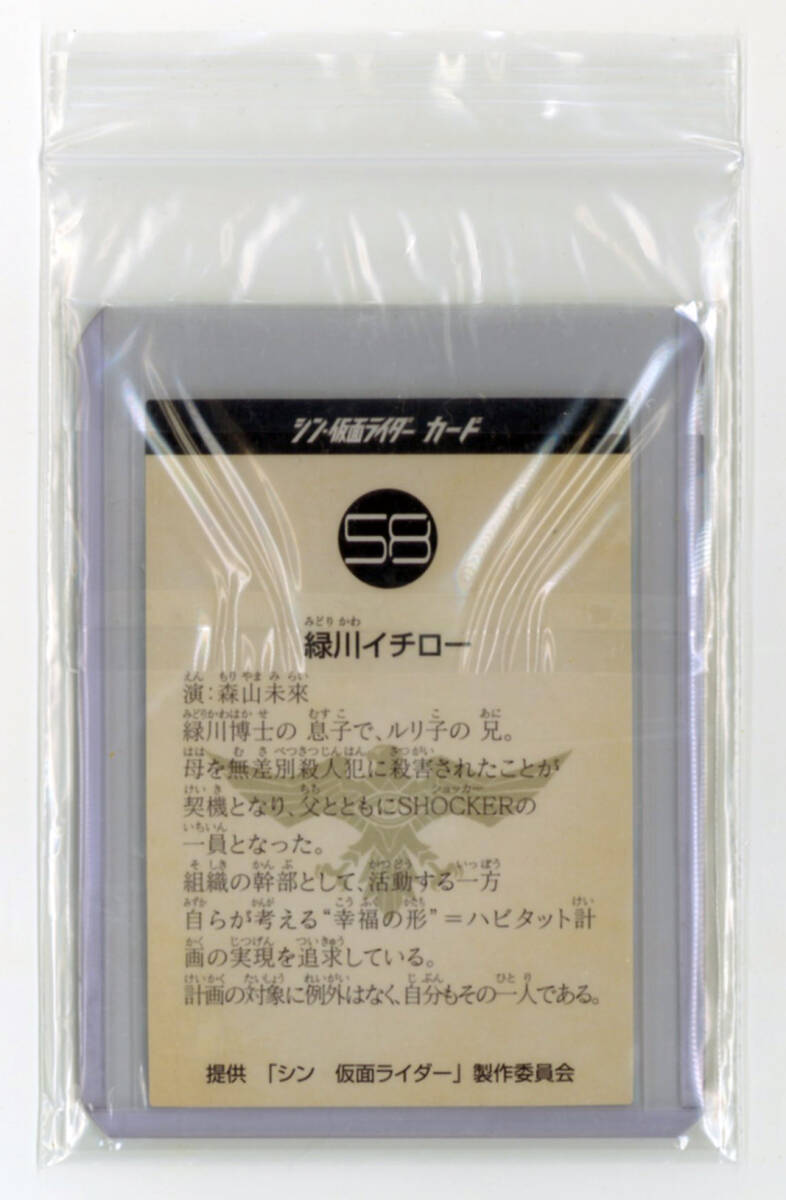 シン・仮面ライダー カード
58
みどり かわ
緑川イチロー
えん もり やま み らい
演：森山未來
みどりかわはか せ むす こ こ あに
緑川博士の 息子で、ルリ子の 兄。
はは む さ べつさつじんはん さつがい
母を無差別殺人犯に殺害されたことが
けい き ちち ショッカー
契機となり、父とともにSHOCKERの
いちいん
一員となった。
そ しき かん ぶ かつどう いっぽう
組織の幹部として、活動する一方
みずか かんが こう ふく かたち けい
自らが考える“幸福の形”＝ハビタット計
かく じつげん ついきゅう
画の実現を追求している。
けいかく たいしょう れいがい じ ぶん ひと り
計画の対象に例外はなく、自分もその一人である。
提供 「シン 仮面ライダー」製作委員会